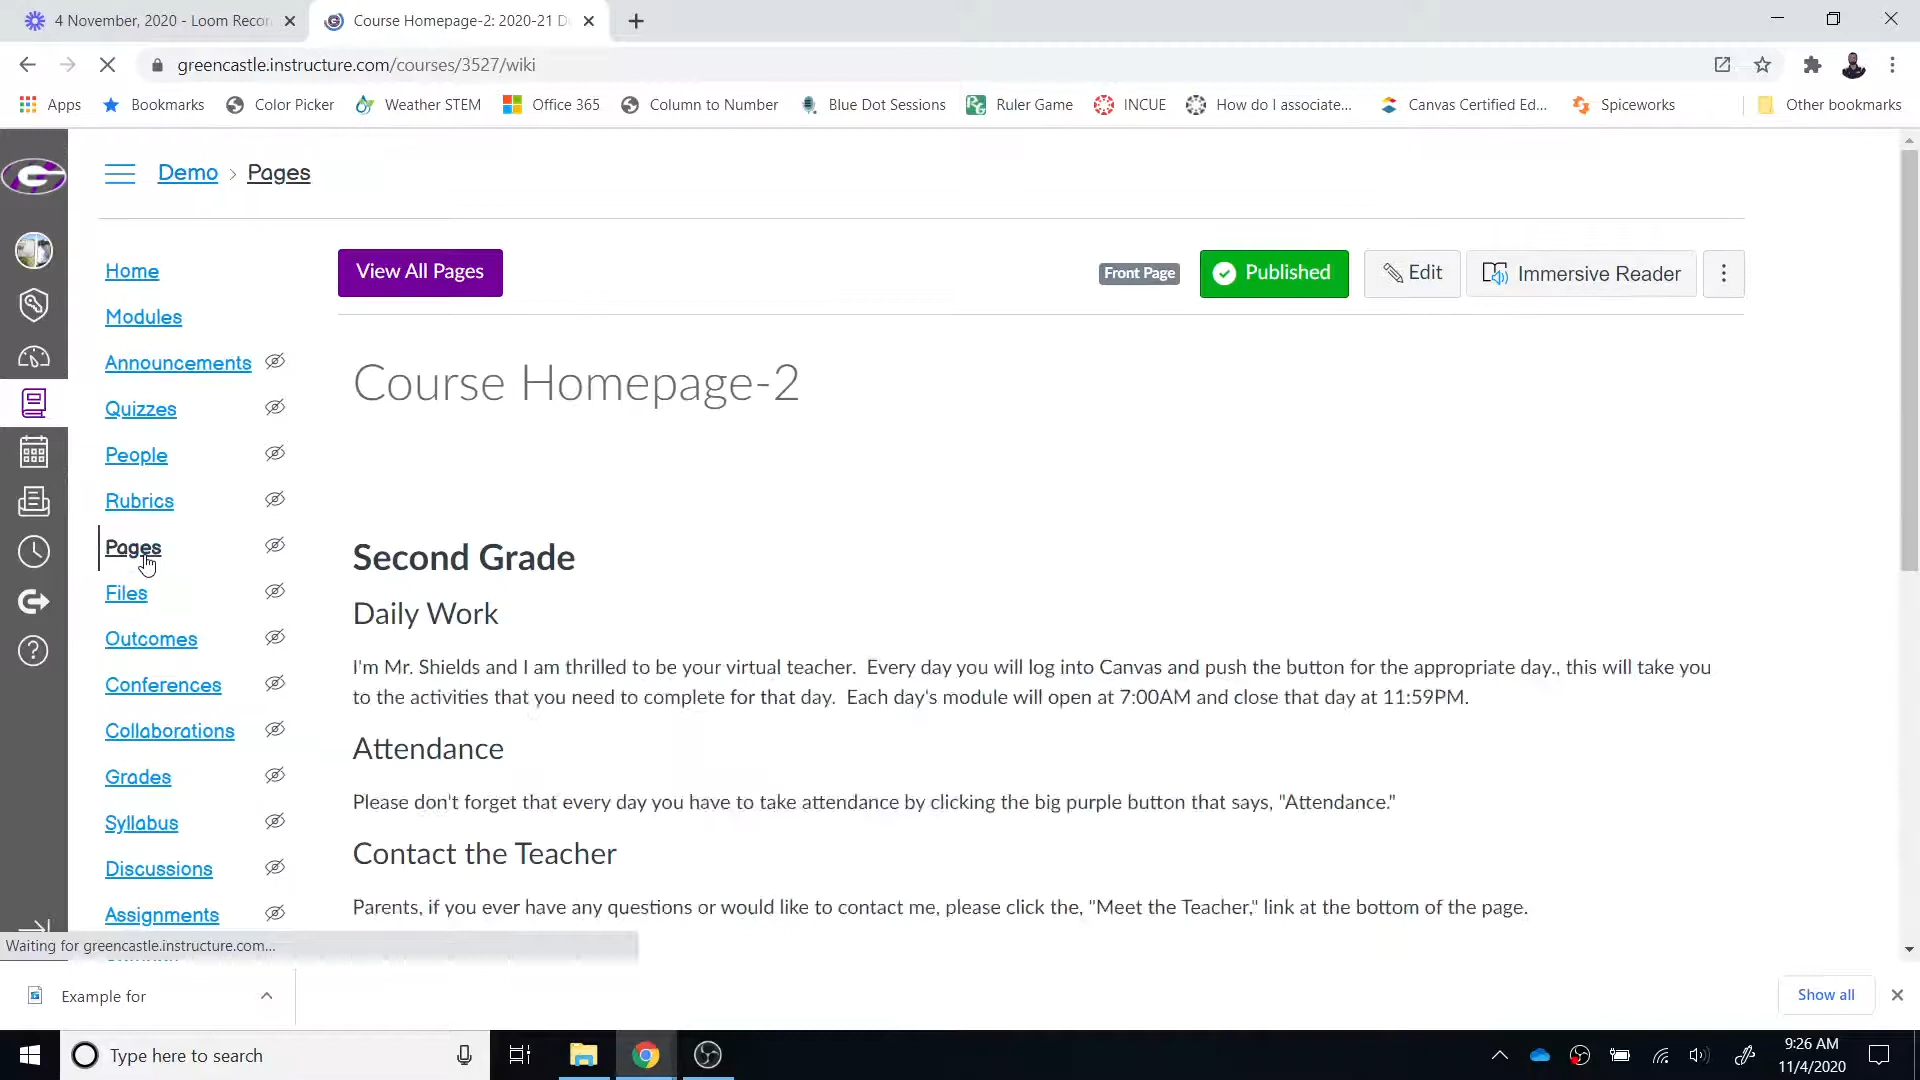 4 November, 2020 - Loom Recor
Course Homepage-2: 2020-21 D
greencastle.instructure.com/courses/3527/wiki
Apps
Bookmarks
Color Picker
Weather STEM
Office 365
Column to Number
Blue Dot Sessions
Ruler Game
INCUE
How do I associate...
Canvas Certified Ed...
Spiceworks
Other bookmarks
Demo > Pages
Home
Modules
Announcements
Quizzes
People
Rubrics
Pages
Files
Outcomes
Conferences
Collaborations
Grades
Syllabus
Discussions
Assignments
View All Pages
Front Page
Published
Edit
Immersive Reader
Course Homepage-2
Second Grade
Daily Work
I'm Mr. Shields and I am thrilled to be your virtual teacher.  Every day you will log into Canvas and push the button for the appropriate day., this will take you
to the activities that you need to complete for that day.  Each day's module will open at 7:00AM and close that day at 11:59PM.
Attendance
Please don't forget that every day you have to take attendance by clicking the big purple button that says, "Attendance."
Contact the Teacher
Parents, if you ever have any questions or would like to contact me, please click the, "Meet the Teacher," link at the bottom of the page.
Waiting for greencastle.instructure.com...
Example for
Show all
Type here to search
9:26 AM
11/4/2020